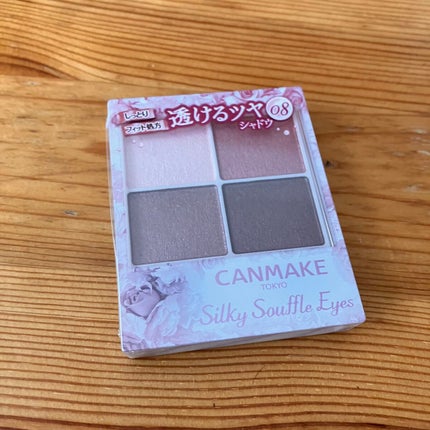 しっとり
フィット処方
透けるツヤ
シャドウ
08
CANMAKE
TOKYO
Silky Souffle Eyes